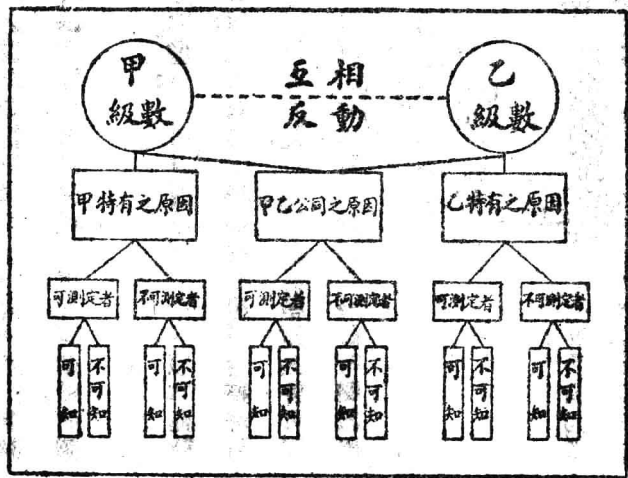 甲
級數
互相
反動
乙
級數
甲特有之原因
甲乙公同之原因
乙特有之原因
可測定者
不可測定者
可測定者
不可測定者
可測定者
不可測定者
可知
不可知
可知
不可知
可知
不可知
可知
不可知
可知
不可知
可知
不可知